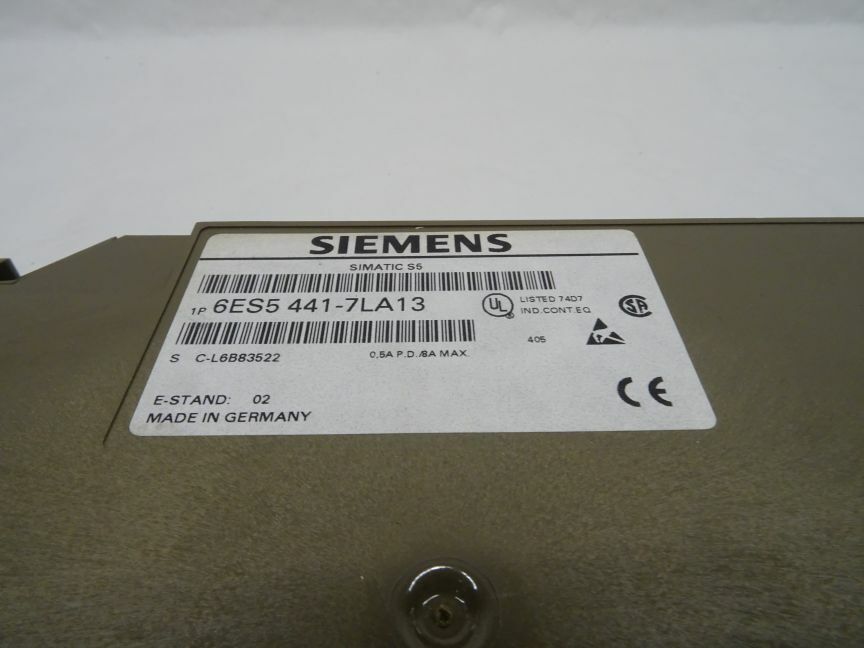 SIEMENS
SIMATIC S5
1P 6ES5 441-7LA13
UL
LISTED 74D7
IND.CONT.EQ
S C-L6B83522
0,5A P.D./8A MAX.
405
E-STAND: 02
CE
MADE IN GERMANY